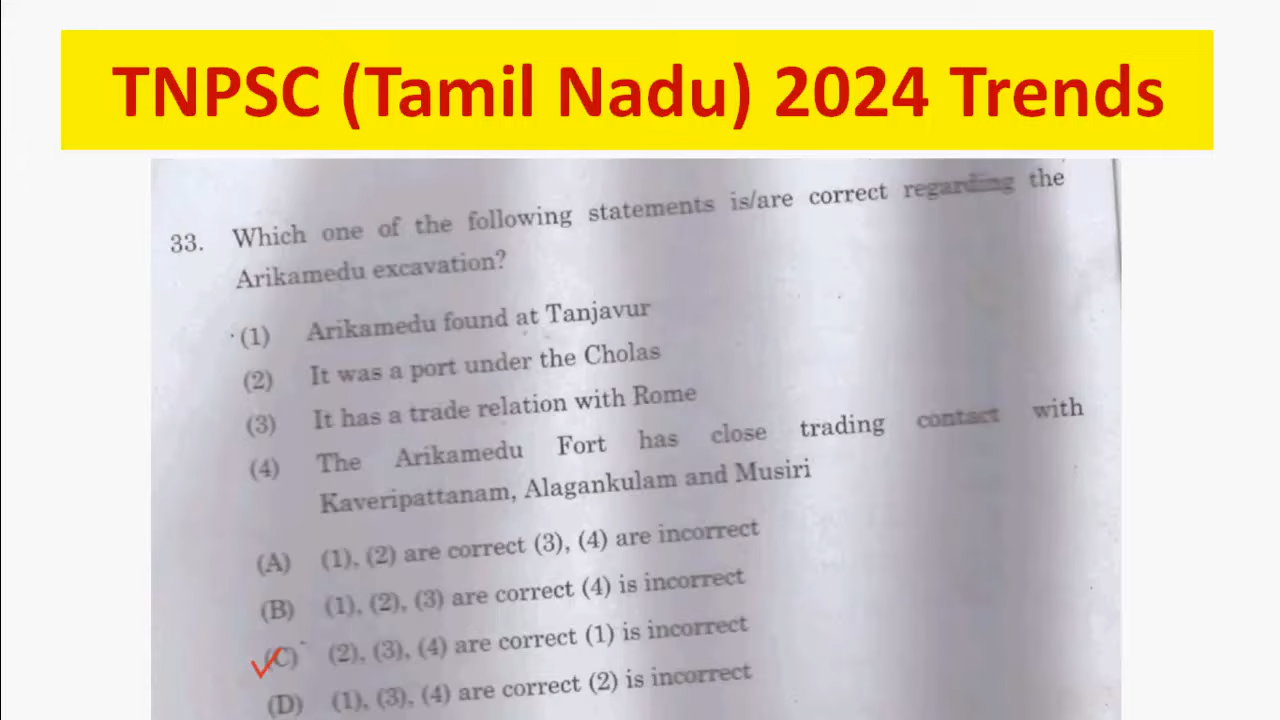 TNPSC (Tamil Nadu) 2024 Trends
33. Which one of the following statements is/are correct regarding the
Arikamedu excavation?
(1) Arikamedu found at Tanjavur
(2) It was a port under the Cholas
(3) It has a trade relation with Rome
(4) The Arikamedu Fort has close trading contact with
Kaveripattanam, Alagankulam and Musiri
(A) (1), (2) are correct (3), (4) are incorrect
(B) (1), (2), (3) are correct (4) is incorrect
(C) (2), (3), (4) are correct (1) is incorrect
(D) (1), (3), (4) are correct (2) is incorrect